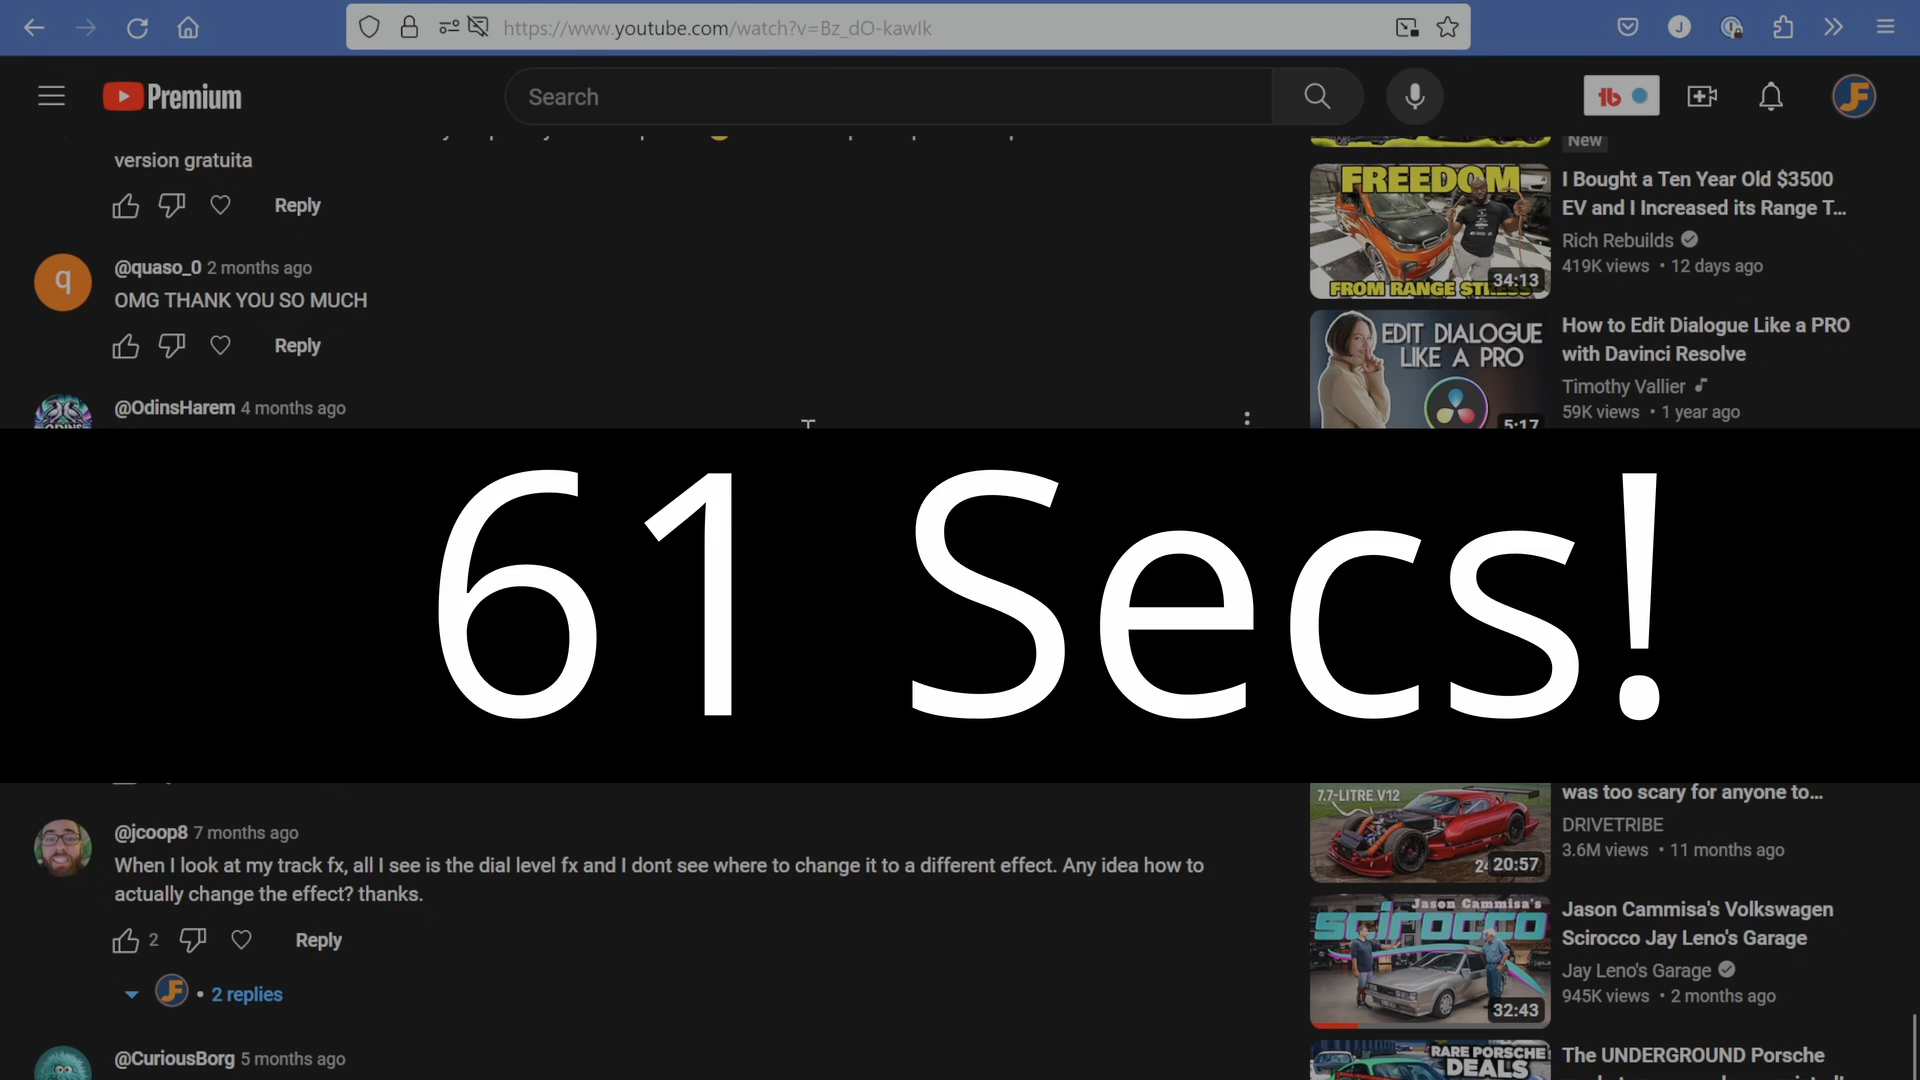 https://www.youtube.com/watch?v=Bz_dO-kawIk
J
Premium
Search
tb
JF
version gratuita
Reply
q
@quaso_0 2 months ago
OMG THANK YOU SO MUCH
Reply
@OdinsHarem 4 months ago
61 Secs!
@jcoop8 7 months ago
When I look at my track fx, all I see is the dial level fx and I dont see where to change it to a different effect. Any idea how to
actually change the effect? thanks.
2
Reply
JF • 2 replies
@CuriousBorg 5 months ago
New
FREEDOM
FROM RANGE
34:13
I Bought a Ten Year Old $3500
EV and I Increased its Range T...
Rich Rebuilds
419K views • 12 days ago
EDIT DIALOGUE
LIKE A PRO
5:17
How to Edit Dialogue Like a PRO
with Davinci Resolve
Timothy Vallier
59K views • 1 year ago
7.7-LITRE V12
20:57
was too scary for anyone to...
DRIVETRIBE
3.6M views • 11 months ago
Jason Cammisa's
SCIROCCO
32:43
Jason Cammisa's Volkswagen
Scirocco Jay Leno's Garage
Jay Leno's Garage
945K views • 2 months ago
RARE PORSCHE
DEALS
The UNDERGROUND Porsche